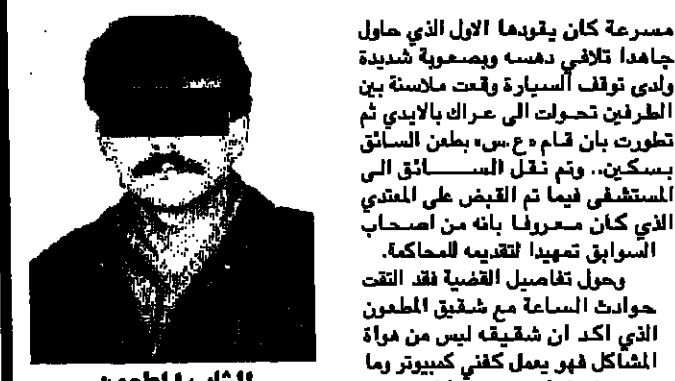 مسرعة كان يقودها الاول الذي حاول
جاهدا تلافي دهسه وبصعوبة شديدة
ولدى توقف السيارة وقعت ملاسنة بين
الطرفين تحولت الى عراك بالايدي ثم
تطورت بان قام «ع.س» بطعن السائق
بسكين.. وتم نقل الســـائق الى
المستشفى فيما تم القبض على المعتدي
الذي كان معروفا بانه من اصحاب
السوابق تمهيدا لتقديمه للمحاكمة.
وحول تفاصيل القضية فقد التقت
حوادث الساعة مع شقيق المطعون
الذي اكد ان شقيقه ليس من هواة
المشاكل فهو يعمل كفني كمبيوتر وما
المطعون